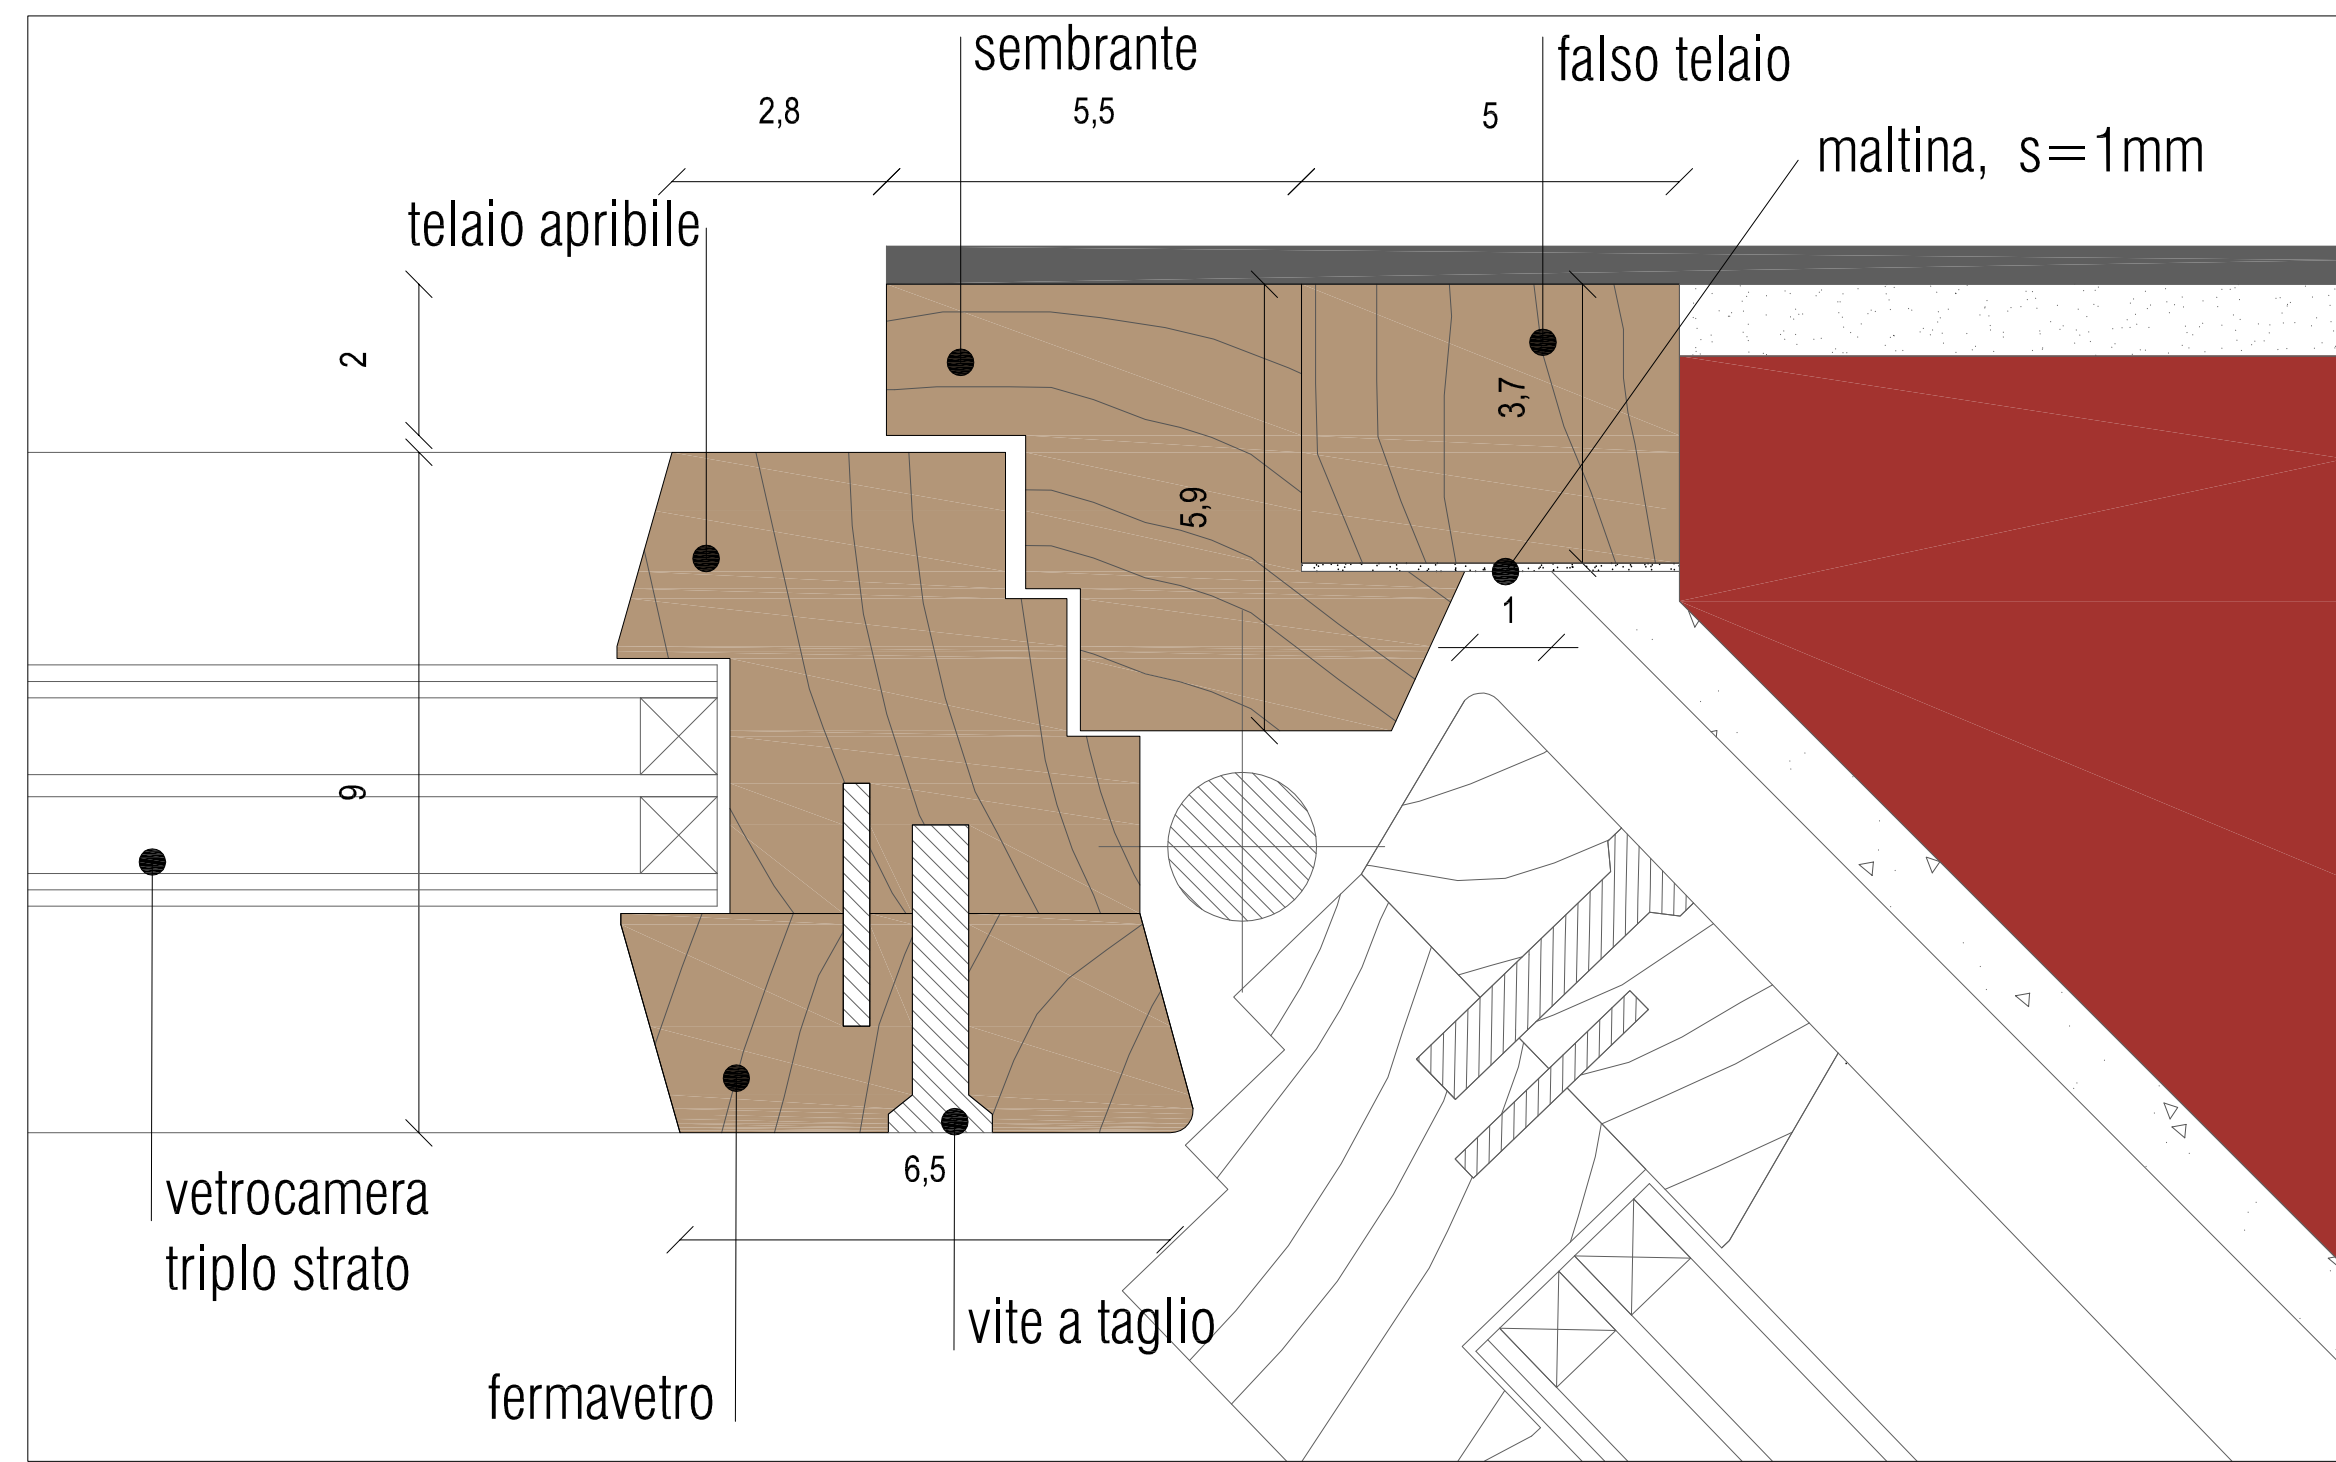 sembrante
falso telaio
2,8
5,5
5
maltina, s=1mm
telaio apribile
2
3,7
5,9
1
9
6,5
vetrocamera
triplo strato
vite a taglio
fermavetro